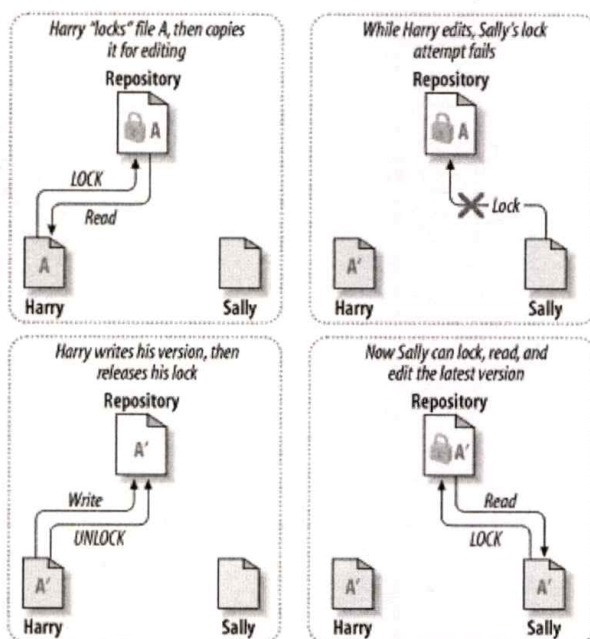 Harry "locks" file A, then copies
it for editing
Repository
A
LOCK
Read
A
Harry
Sally
While Harry edits, Sally's lock
attempt fails
Repository
A
Lock
A'
Harry
Sally
Harry writes his version, then
releases his lock
Repository
A'
Write
UNLOCK
A'
Harry
Sally
Now Sally can lock, read, and
edit the latest version
Repository
A'
Read
LOCK
A'
Harry
A'
Sally